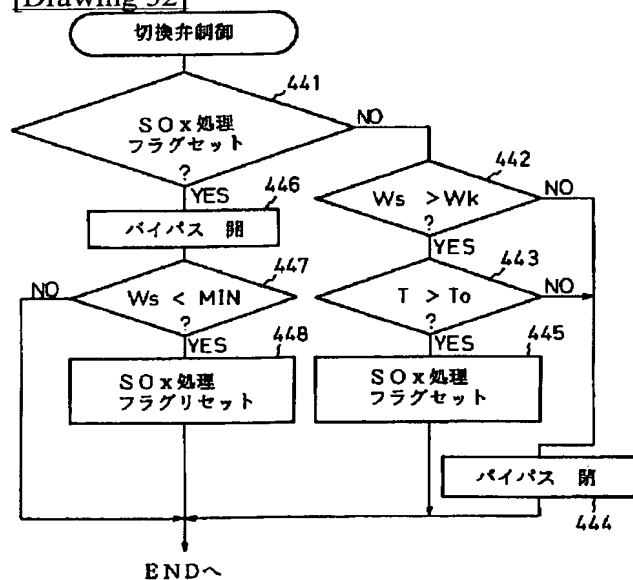 [Drawing 32]
切換弁制御
441
SOx処理
フラグセット
?
NO
YES
446
バイパス 開
447
NO
Ws < MIN
?
YES
448
SOx処理
フラグリセット
442
Ws >Wk
?
NO
YES
443
T > To
?
NO
YES
445
SOx処理
フラグセット
バイパス 閉
444
ENDへ